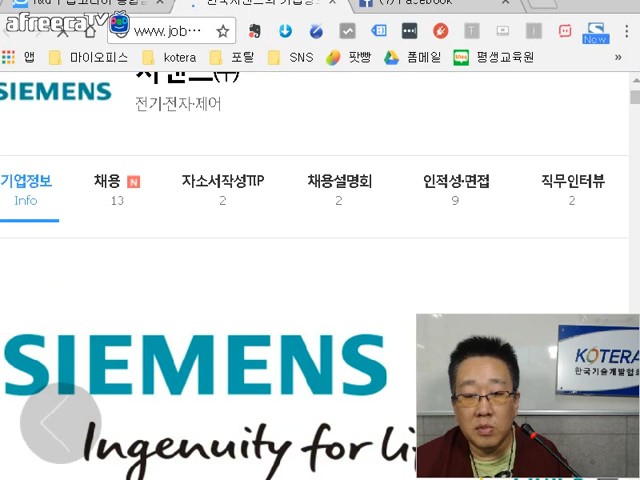 (7) Facebook
afreecaTV
www.job…
Now
앱 마이오피스 kotera 포탈 SNS 팟빵 폼메일 평생교육원 »
SIEMENS
전기·전자·제어
기업정보 채용 N 자소서작성TIP 채용설명회 인적성·면접 직무인터뷰
Info 13 2 2 9 2
SIEMENS
Ingenuity for li
KOTERA
한국기술개발협회